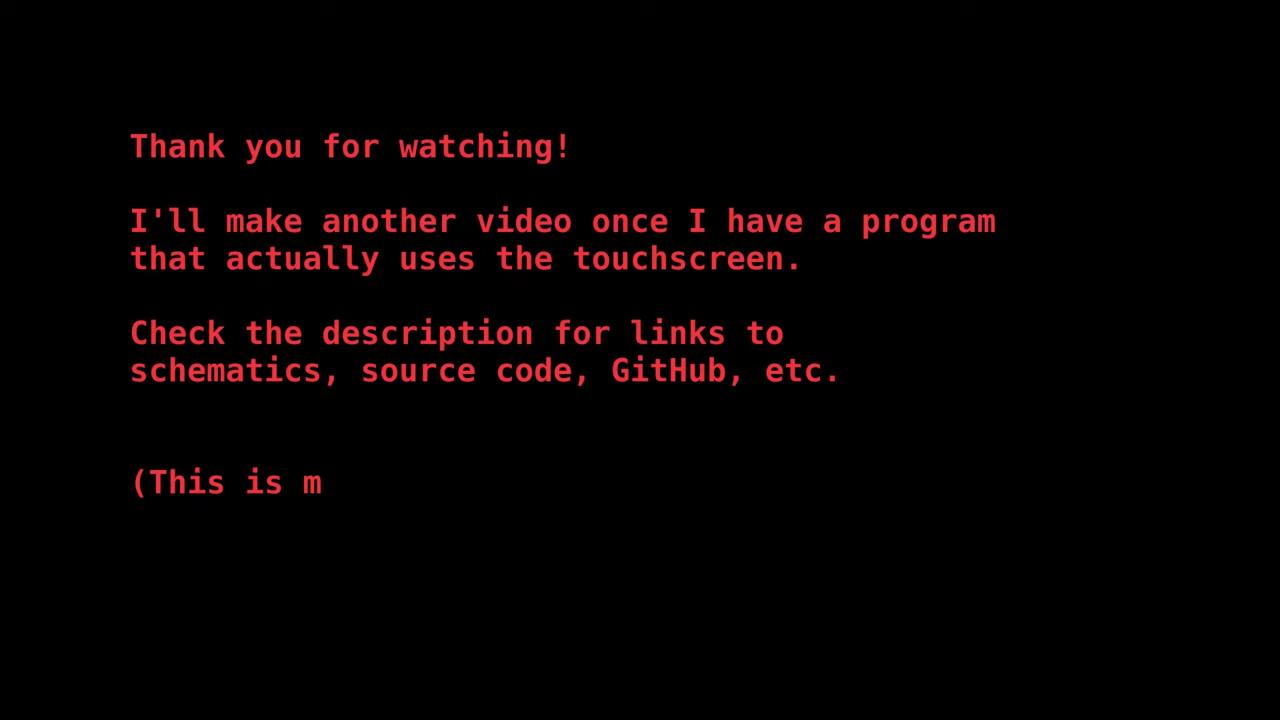 Thank you for watching!
I'll make another video once I have a program
that actually uses the touchscreen.
Check the description for links to
schematics, source code, GitHub, etc.
(This is m